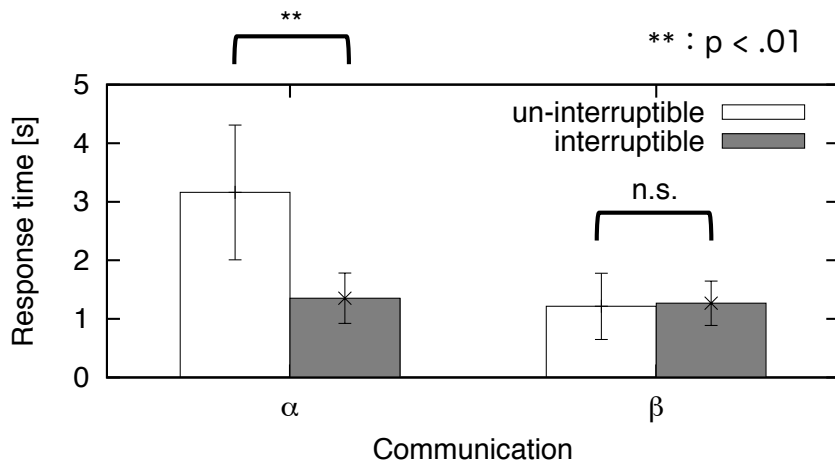 **
** : p < .01
5
4
3
2
1
0
Response time [s]
un-interruptible
interruptible
n.s.
α
β
Communication